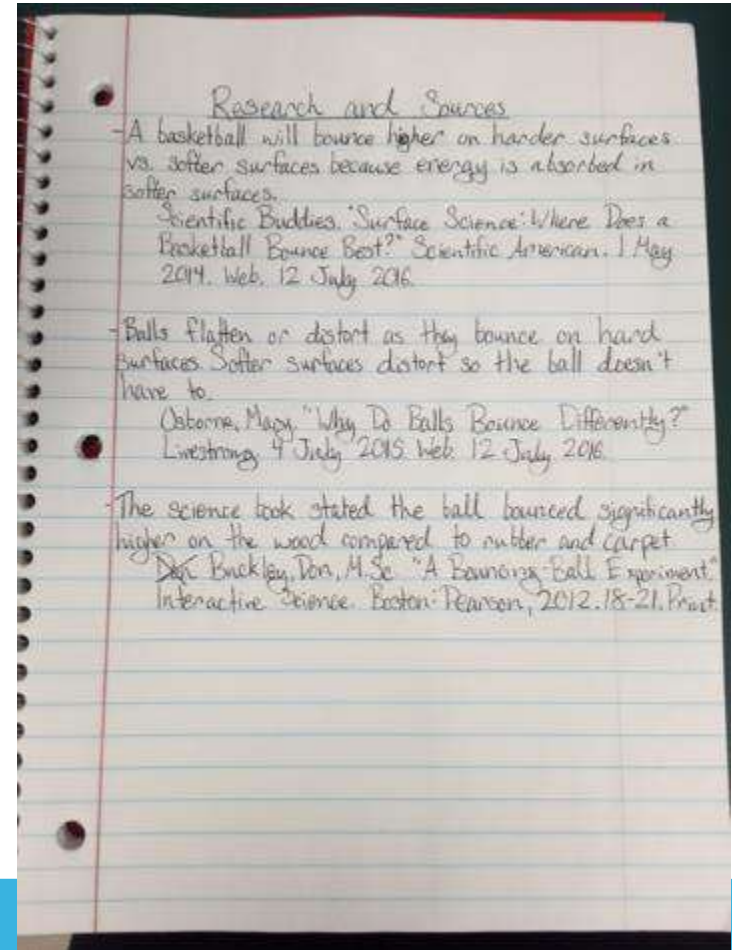 Research and Sources
-A basketball will bounce higher on harder surfaces
vs. softer surfaces because energy is absorbed in
softer surfaces.
Scientific Buddies. "Surface Science: Where Does a
Basketball Bounce Best?" Scientific American. 1 May
2014. Web. 12 July 2016.
-Balls flatten or distort as they bounce on hard
surfaces. Softer surfaces distort so the ball doesn't
have to.
Osborne, Mary. "Why Do Balls Bounce Differently?"
Livestrong. 4 July 2015. Web. 12 July 2016.
-The science book stated the ball bounced significantly
higher on the wood compared to rubber and carpet.
Buckley, Don, M.Sc. "A Bouncing-Ball Experiment."
Interactive Science. Boston: Pearson, 2012. 18-21. Print.